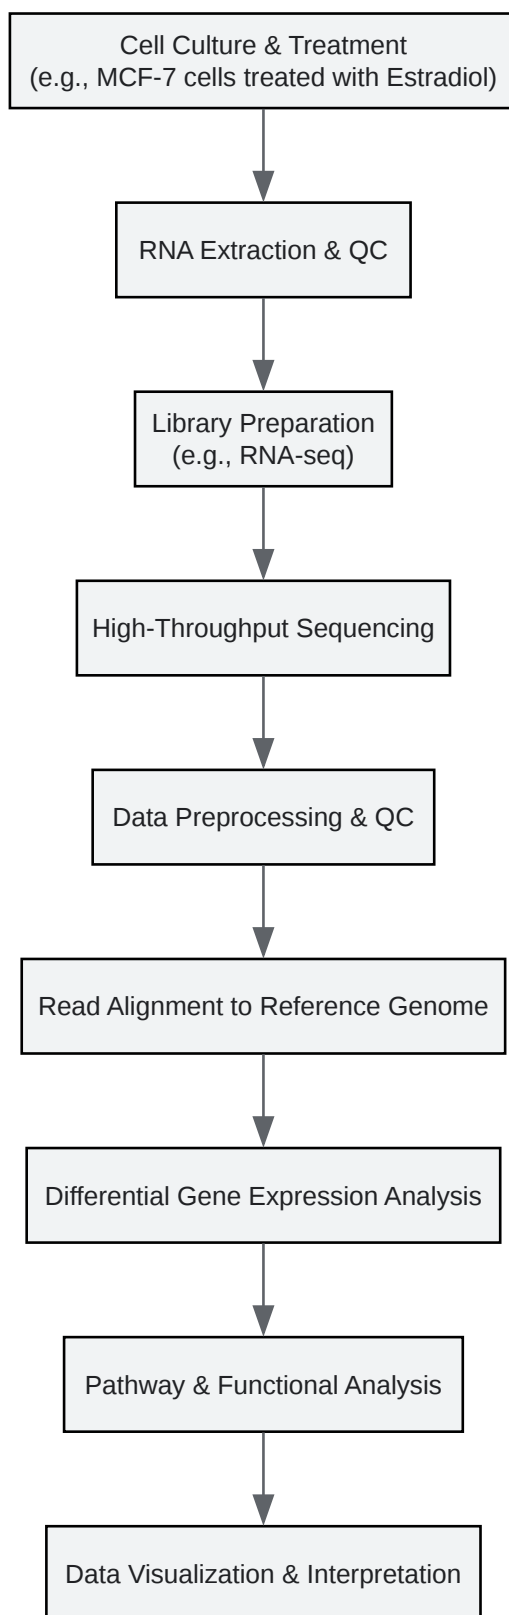 Cell Culture & Treatment
(e.g., MCF-7 cells treated with Estradiol)
RNA Extraction & QC
Library Preparation
(e.g., RNA-seq)
High-Throughput Sequencing
Data Preprocessing & QC
Read Alignment to Reference Genome
Differential Gene Expression Analysis
Pathway & Functional Analysis
Data Visualization & Interpretation